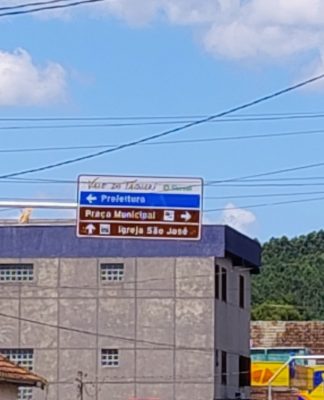 VALE DO TAQUARI
Prefeitura
Praça Municipal
Igreja São José